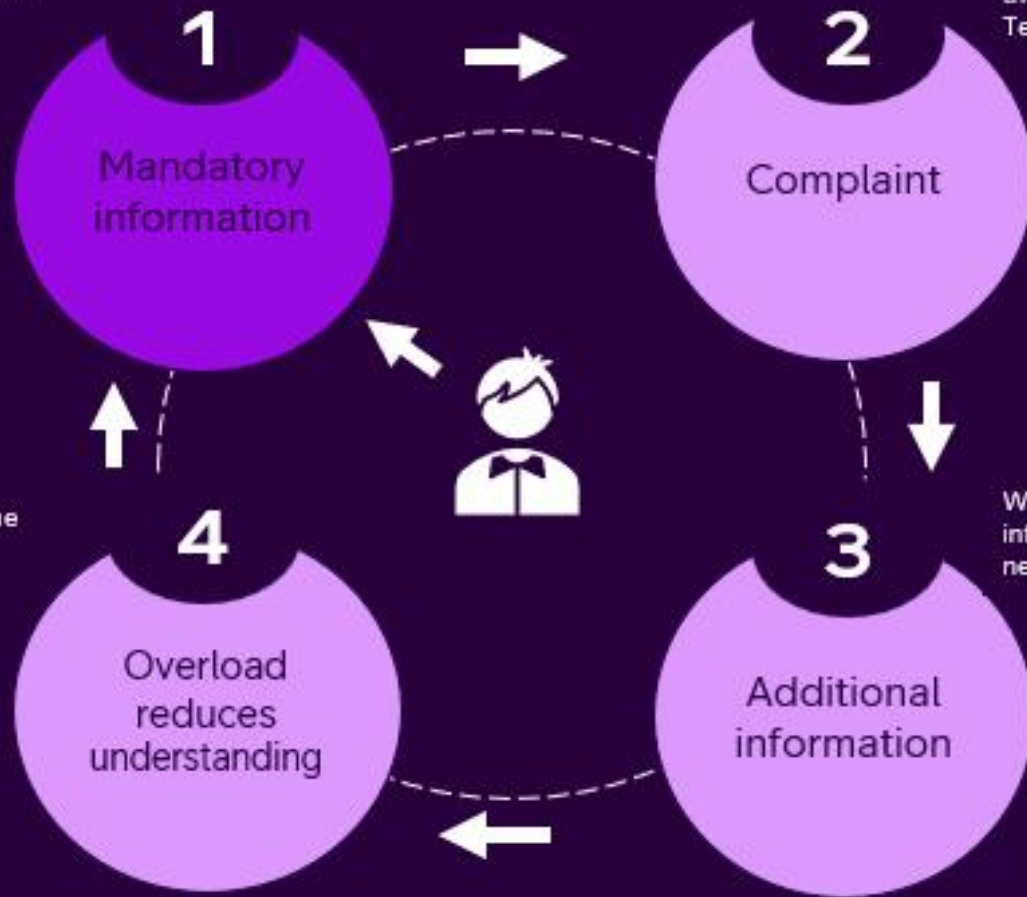 1
Mandatory
information
2
Complaint
3
Additional
information
4
Overload
reduces
understanding